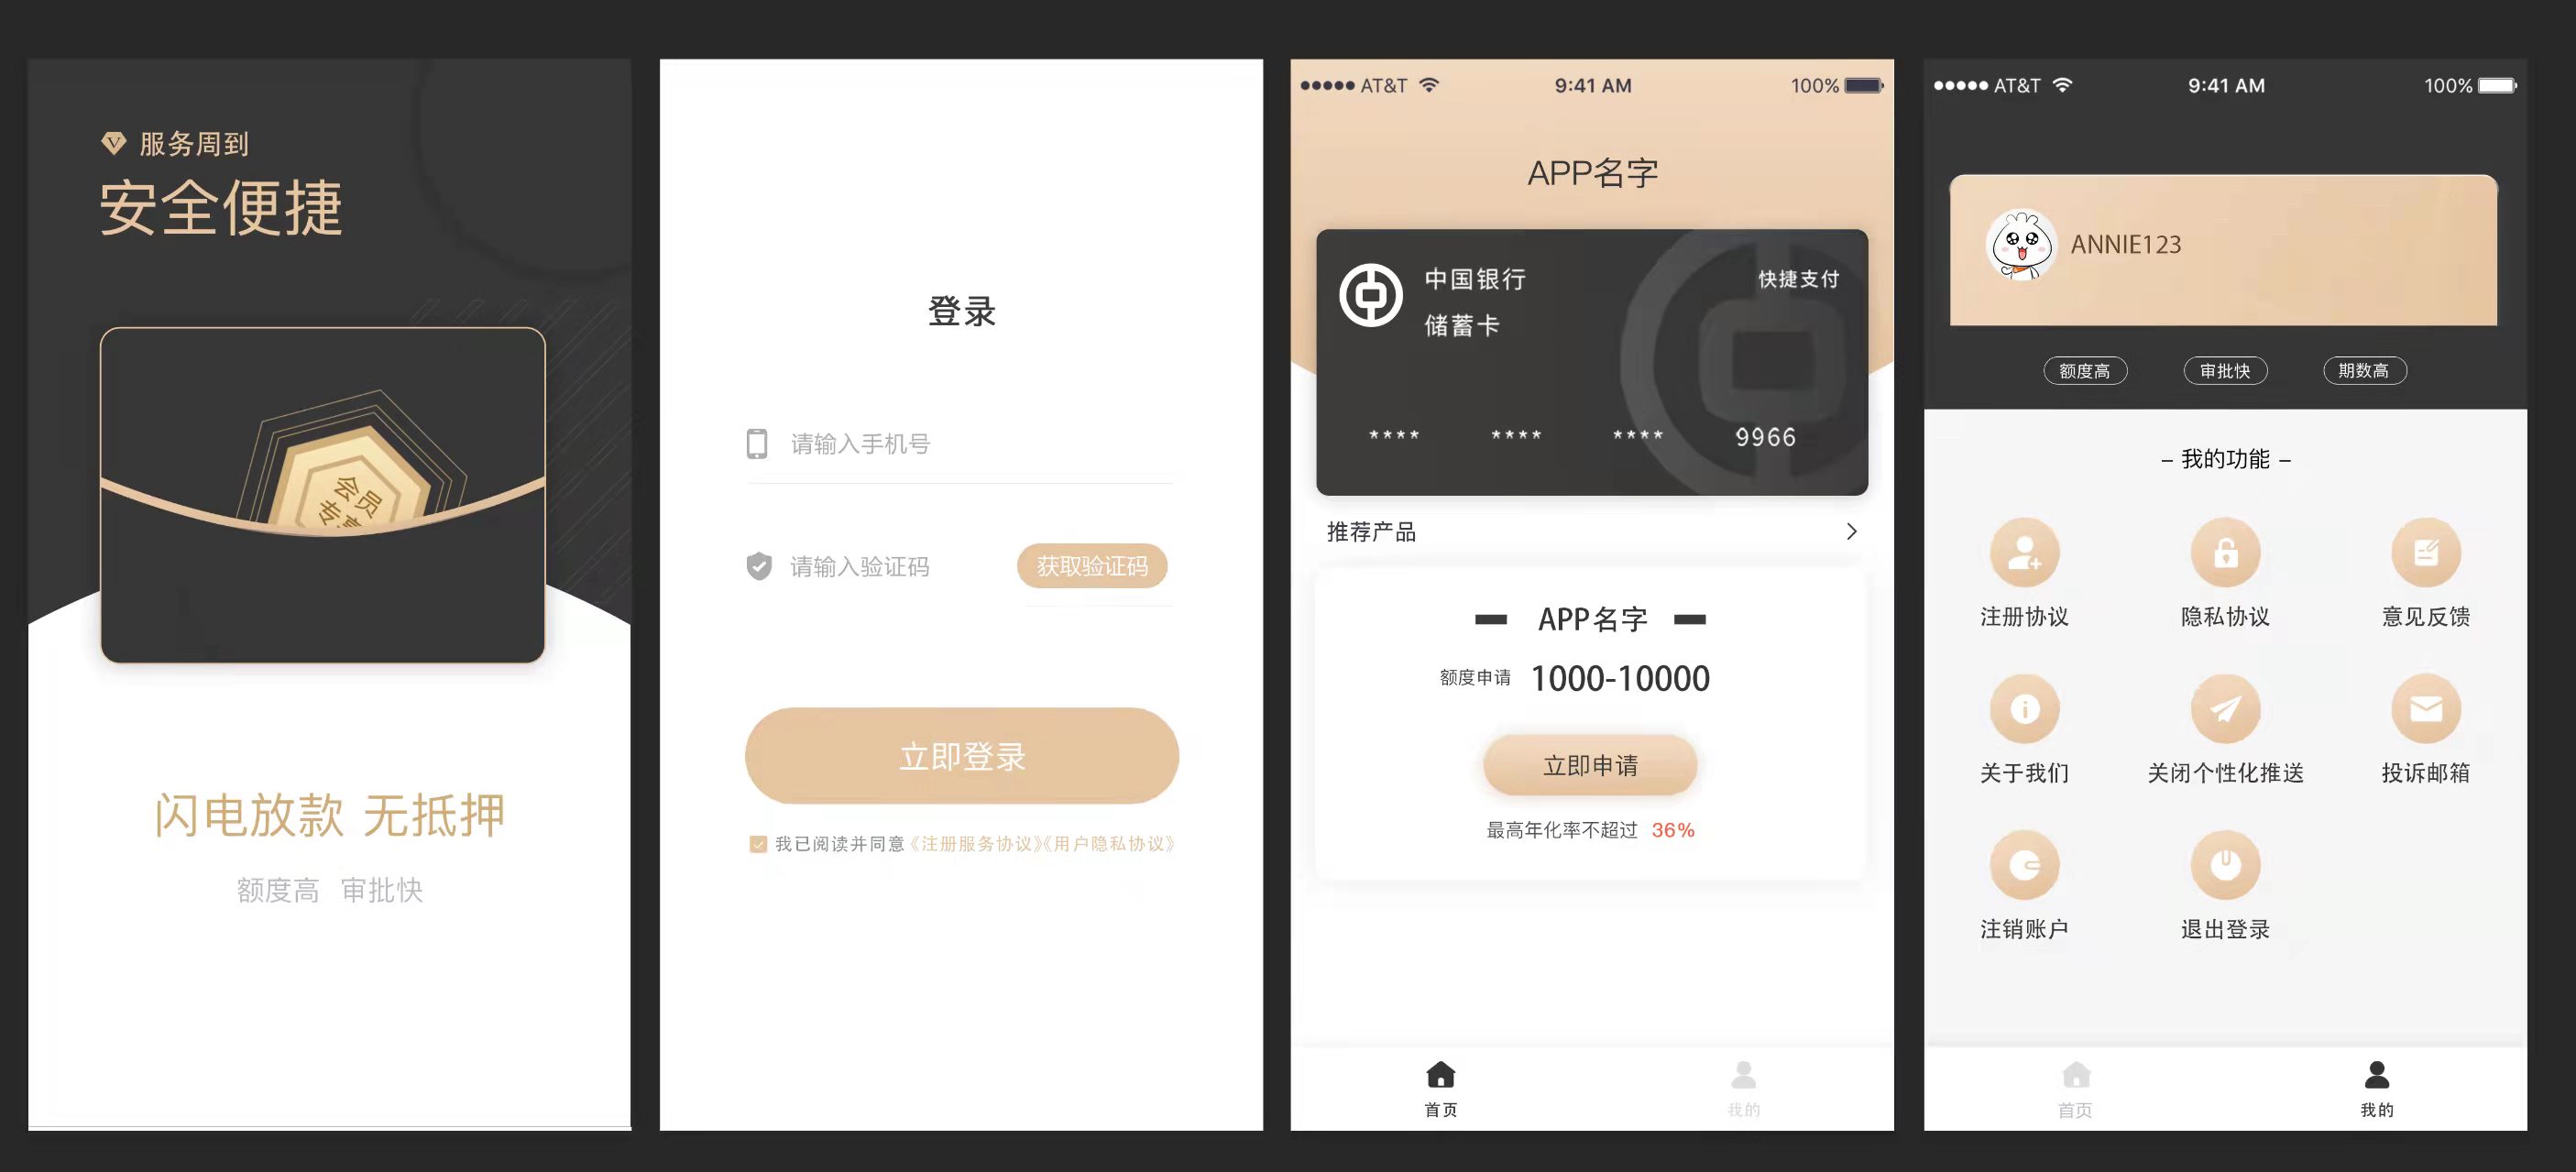 服务周到
安全便捷
会员
闪电放款 无抵押
额度高 审批快
登录
请输入手机号
请输入验证码 获取验证码
立即登录
我已阅读并同意《注册服务协议》《用户隐私协议》
AT&T 9:41 AM 100%
APP名字
中国银行 快捷支付
储蓄卡
**** **** **** 9966
推荐产品
APP名字
额度申请 1000-10000
立即申请
最高年化率不超过 36%
首页 我的
AT&T 9:41 AM 100%
ANNIE123
额度高 审批快 期数高
– 我的功能 –
注册协议 隐私协议 意见反馈
关于我们 关闭个性化推送 投诉邮箱
注销账户 退出登录
首页 我的